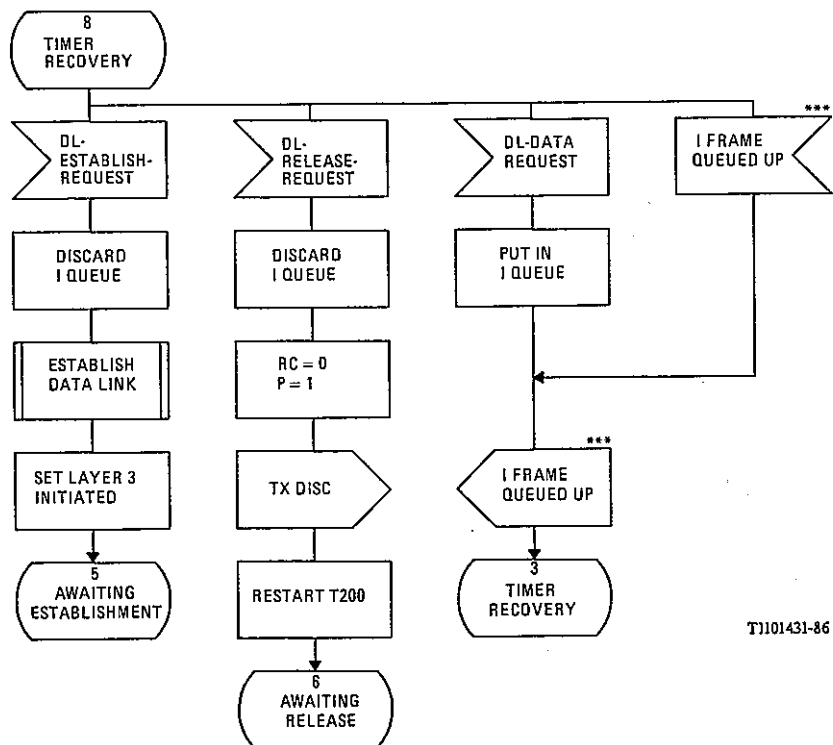 8
TIMER
RECOVERY
***
DL-
ESTABLISH-
REQUEST
DL-
RELEASE-
REQUEST
DL-DATA
REQUEST
I FRAME
QUEUED UP
DISCARD
I QUEUE
DISCARD
I QUEUE
PUT IN
I QUEUE
ESTABLISH
DATA LINK
RC = 0
P = 1
***
SET LAYER 3
INITIATED
TX DISC
I FRAME
QUEUED UP
5
AWAITING
ESTABLISHMENT
RESTART T200
3
TIMER
RECOVERY
T1101431-86
6
AWAITING
RELEASE